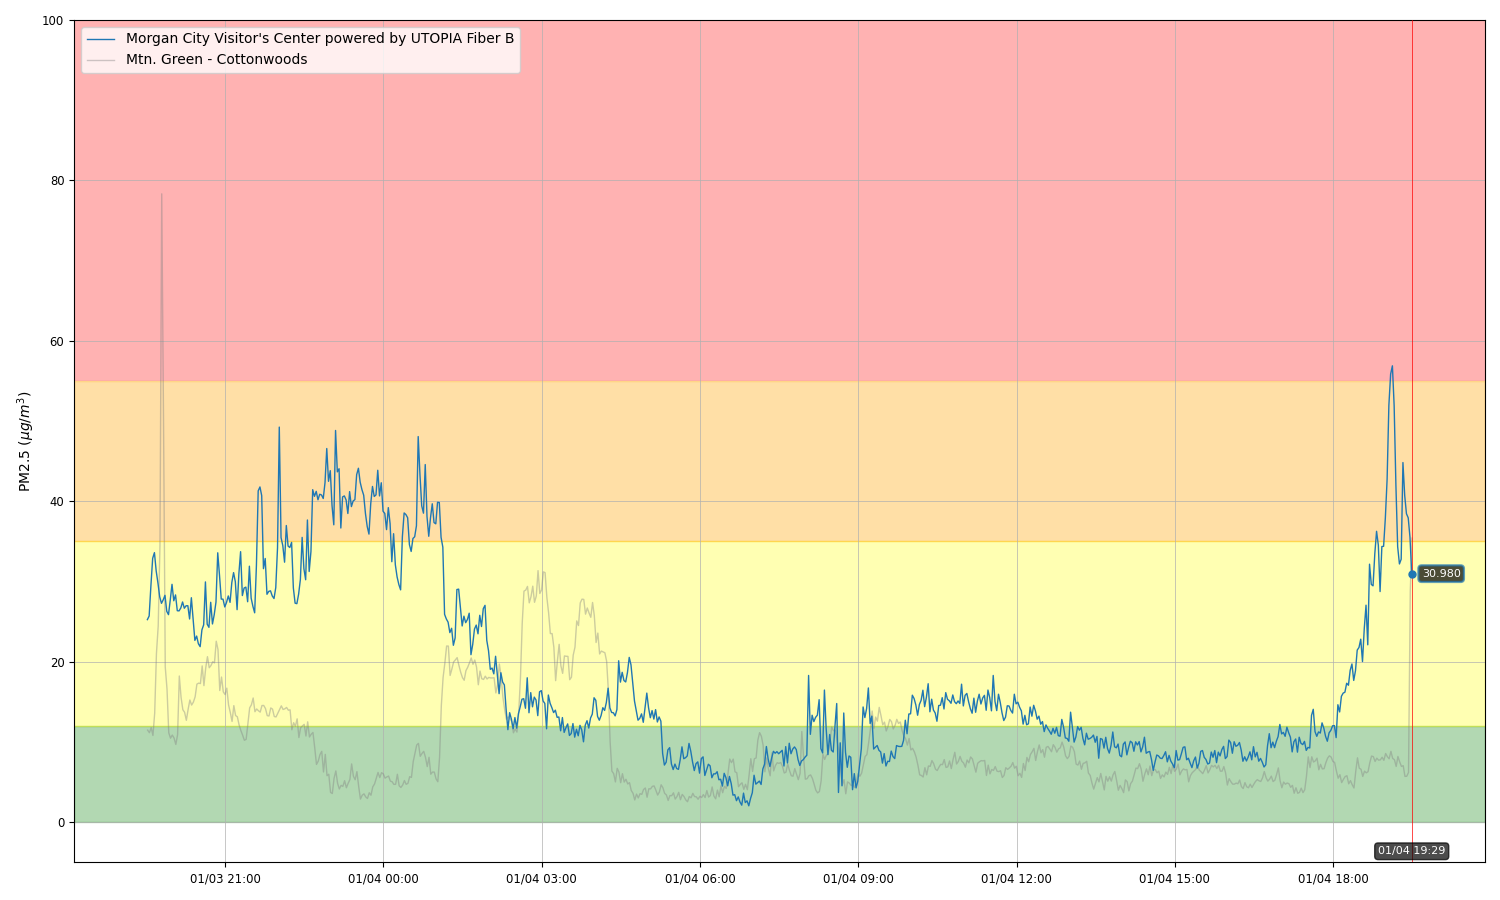 100
80
60
40
20
0
PM2.5 (μg/m³)
Morgan City Visitor's Center powered by UTOPIA Fiber B
Mtn. Green - Cottonwoods
30.980
01/04 19:29
01/03 21:00 01/04 00:00 01/04 03:00 01/04 06:00 01/04 09:00 01/04 12:00 01/04 15:00 01/04 18:00